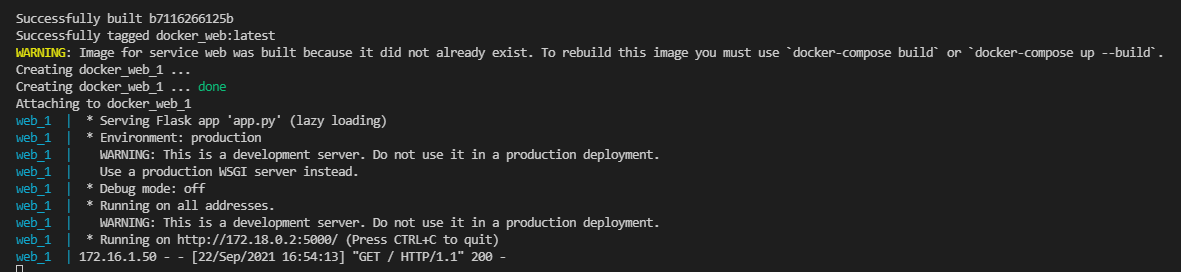 Successfully built b7116266125b
Successfully tagged docker_web:latest
WARNING: Image for service web was built because it did not already exist. To rebuild this image you must use `docker-compose build` or `docker-compose up --build`.
Creating docker_web_1 ...
Creating docker_web_1 ... done
Attaching to docker_web_1
web_1  |  * Serving Flask app 'app.py' (lazy loading)
web_1  |  * Environment: production
web_1  |    WARNING: This is a development server. Do not use it in a production deployment.
web_1  |    Use a production WSGI server instead.
web_1  |  * Debug mode: off
web_1  |  * Running on all addresses.
web_1  |    WARNING: This is a development server. Do not use it in a production deployment.
web_1  |  * Running on http://172.18.0.2:5000/ (Press CTRL+C to quit)
web_1  | 172.16.1.50 - - [22/Sep/2021 16:54:13] "GET / HTTP/1.1" 200 -